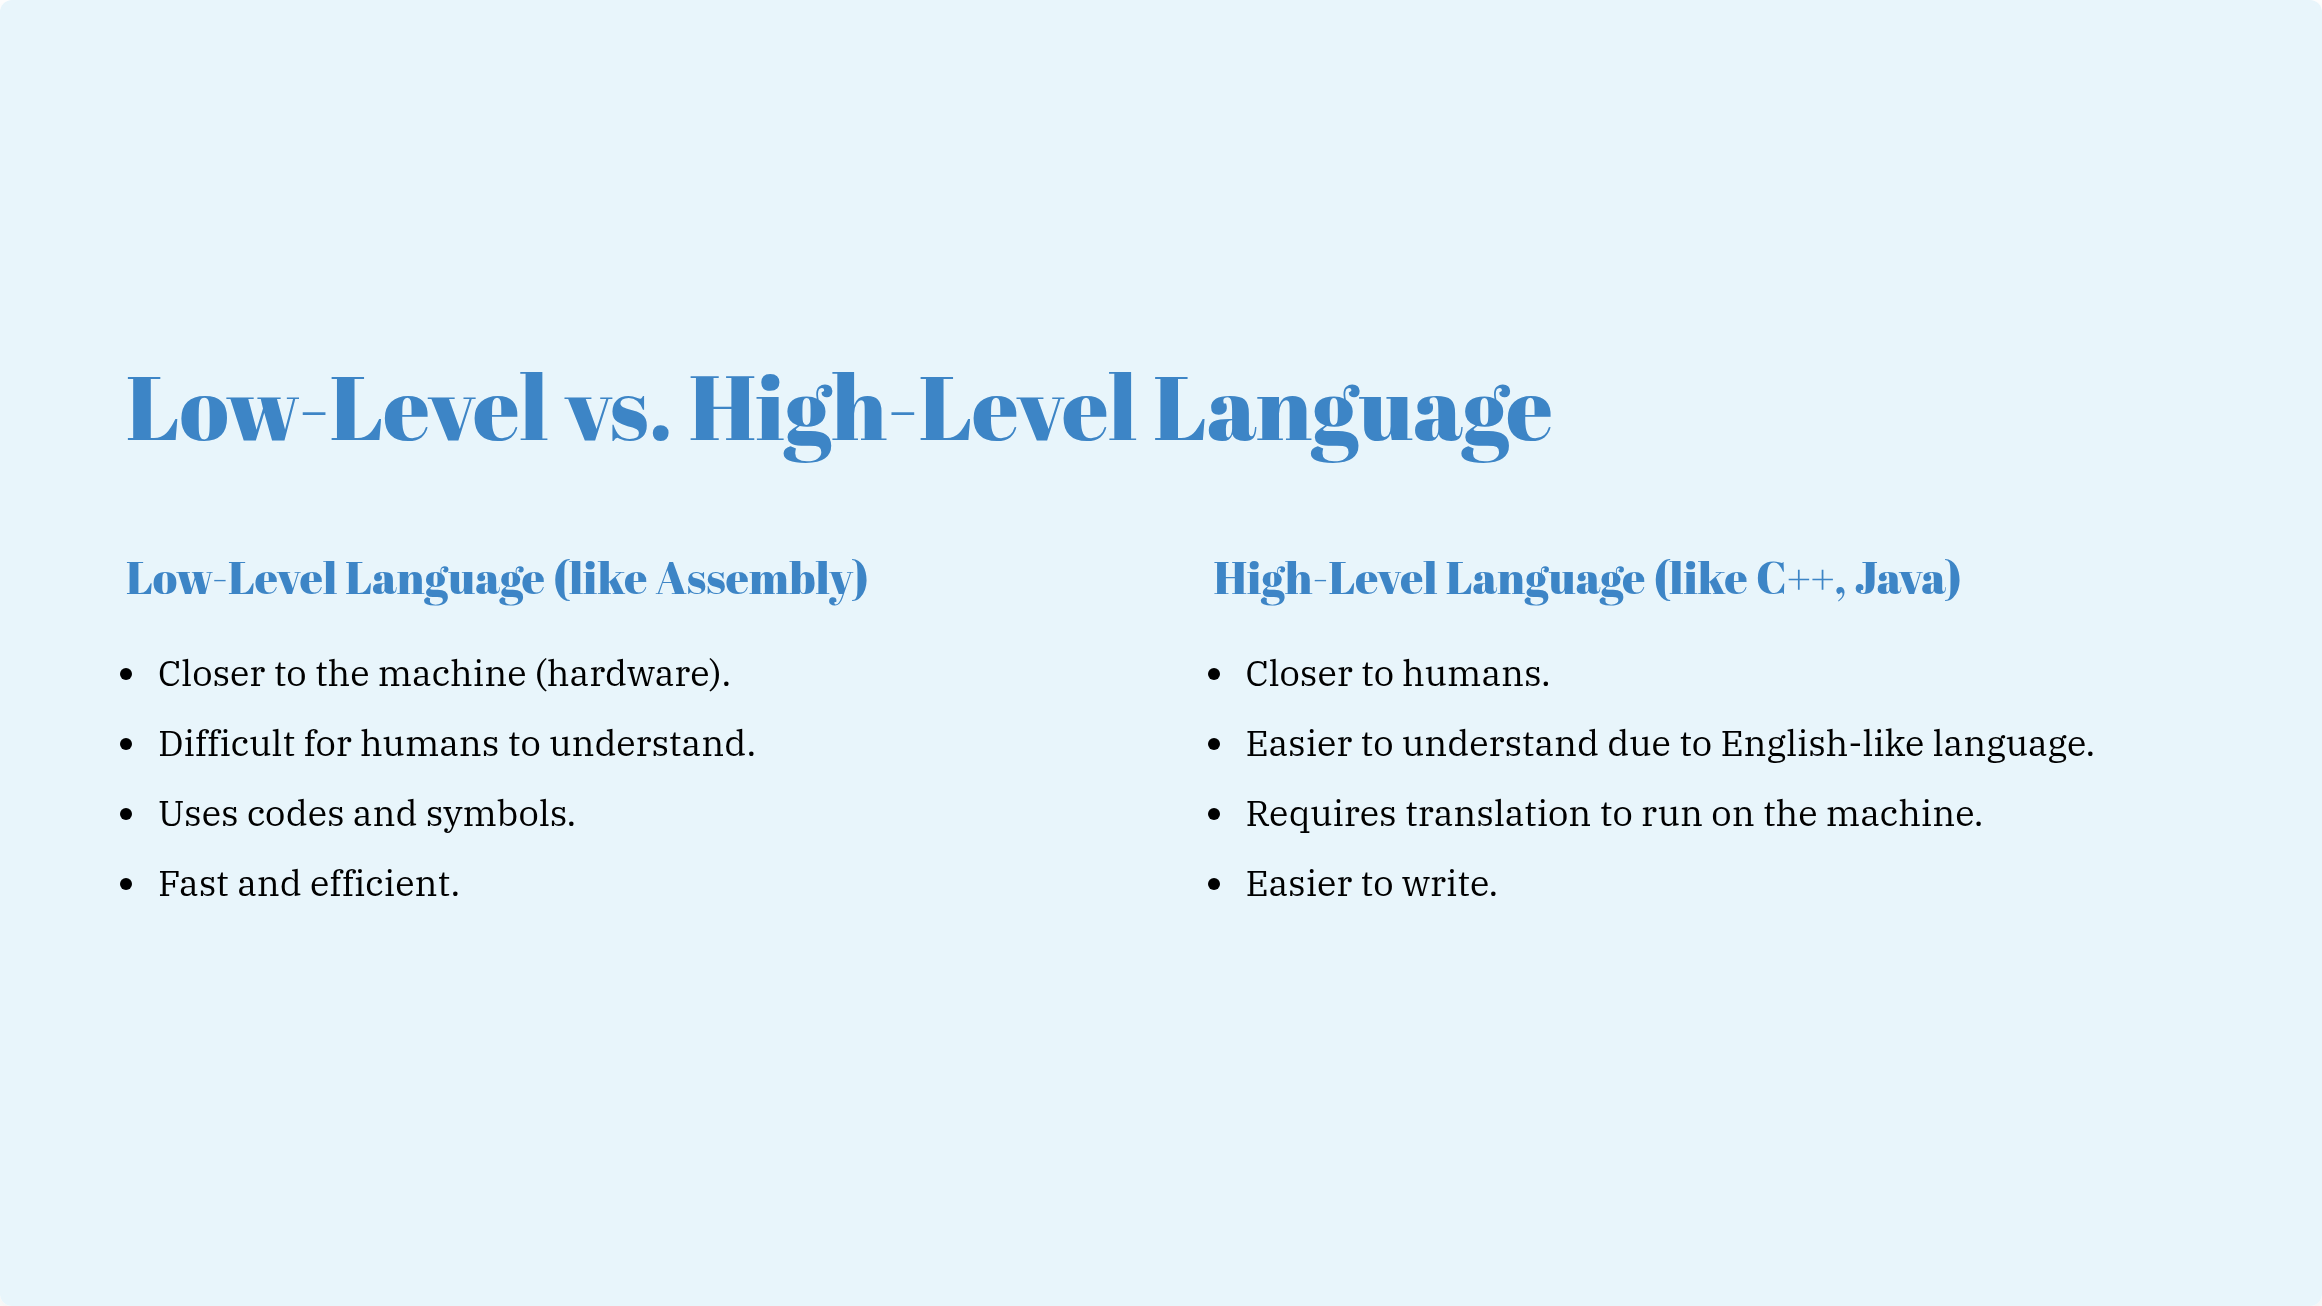 Low-Level vs. High-Level Language
Low-Level Language (like Assembly)
• Closer to the machine (hardware).
• Difficult for humans to understand.
• Uses codes and symbols.
• Fast and efficient.
High-Level Language (like C++, Java)
• Closer to humans.
• Easier to understand due to English-like language.
• Requires translation to run on the machine.
• Easier to write.